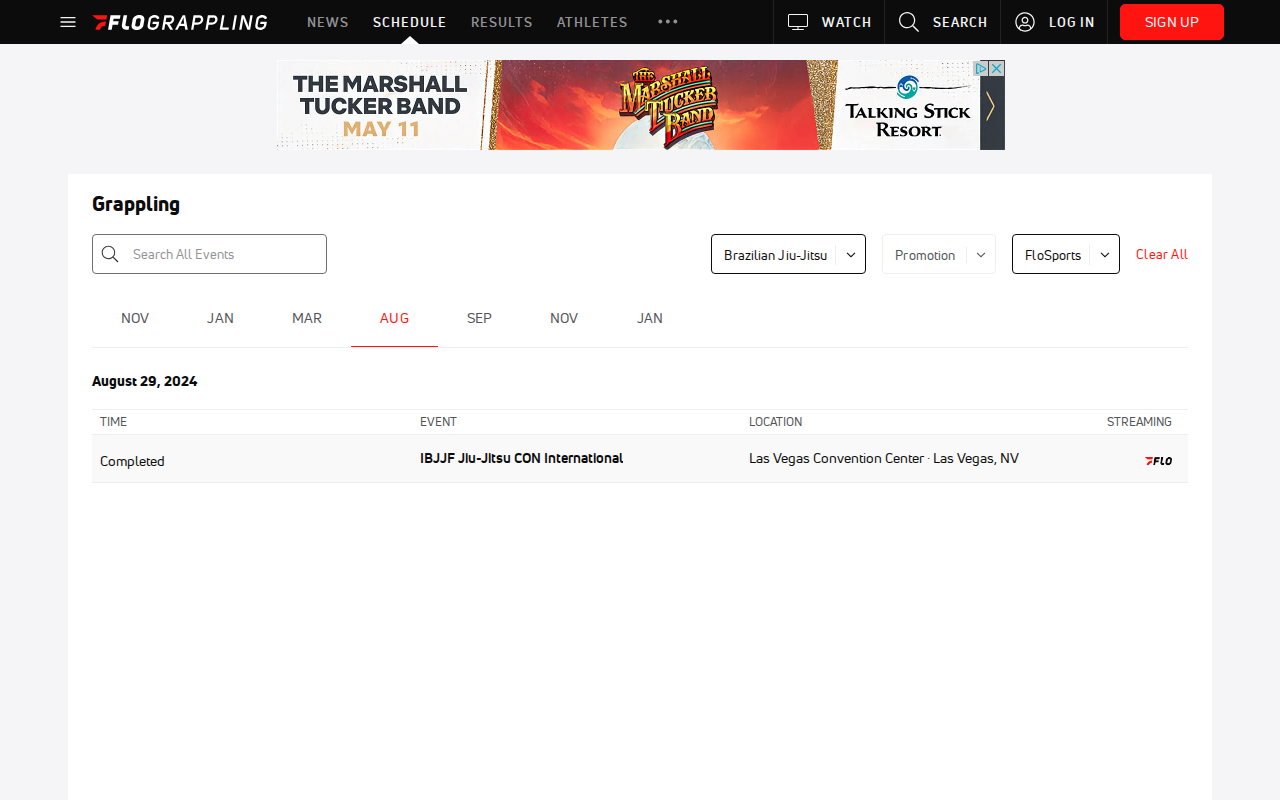 FLOGRAPPLING
NEWS
SCHEDULE
RESULTS
ATHLETES
WATCH
SEARCH
LOG IN
SIGN UP
THE MARSHALL
TUCKER BAND
MAY 11
THE
MARSHALL
TUCKER
BAND
TALKING STICK
RESORT
Grappling
Search All Events
Brazilian Jiu-Jitsu
Promotion
FloSports
Clear All
NOV
JAN
MAR
AUG
SEP
NOV
JAN
August 29, 2024
TIME
EVENT
LOCATION
STREAMING
Completed
IBJJF Jiu-Jitsu CON International
Las Vegas Convention Center · Las Vegas, NV
FLO